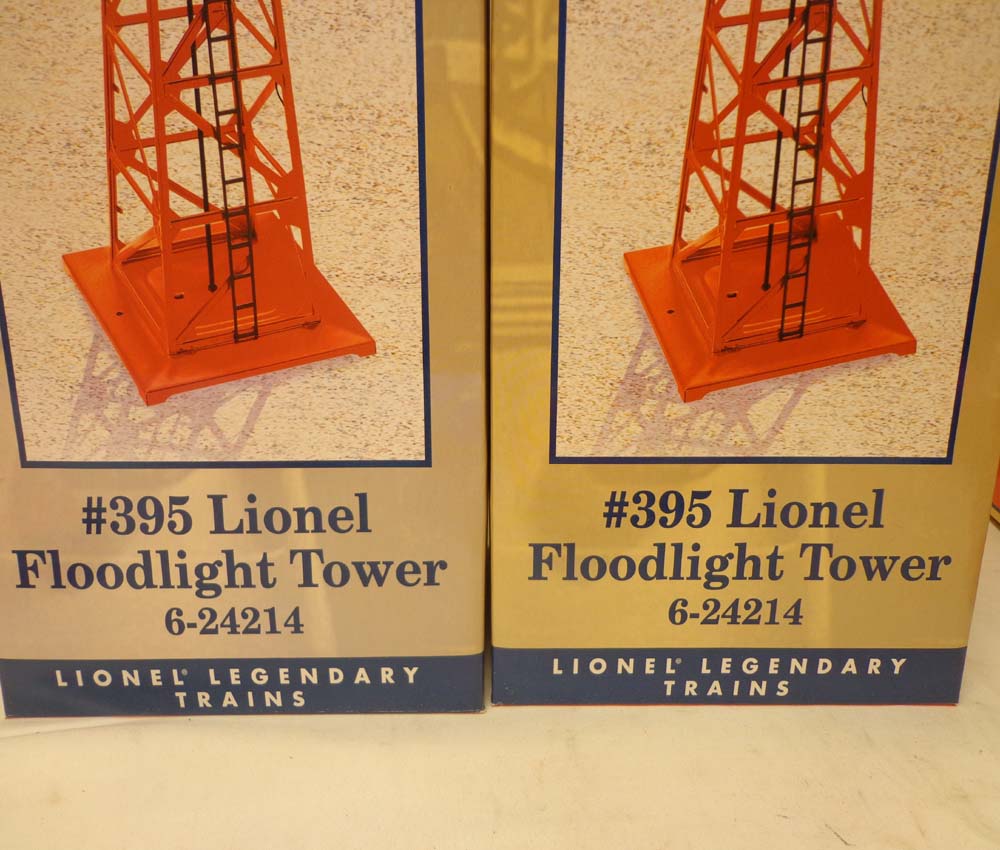 #395 Lionel
Floodlight Tower
6-24214
LIONEL® LEGENDARY
TRAINS
#395 Lionel
Floodlight Tower
6-24214
LIONEL® LEGENDARY
TRAINS